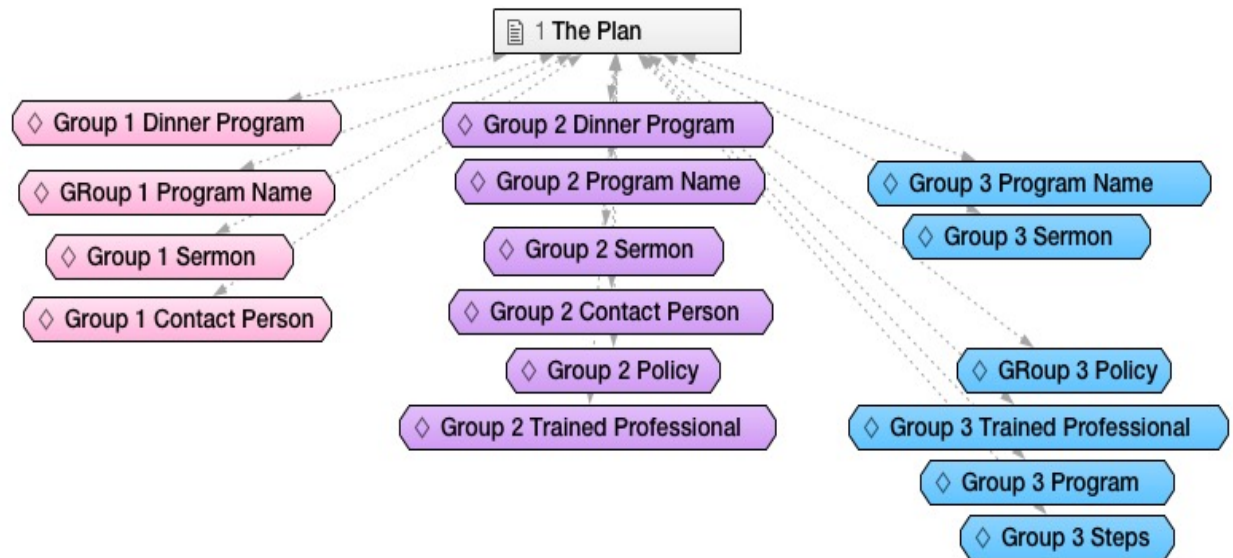 1 The Plan
Group 1 Dinner Program
GRoup 1 Program Name
Group 1 Sermon
Group 1 Contact Person
Group 2 Dinner Program
Group 2 Program Name
Group 2 Sermon
Group 2 Contact Person
Group 2 Policy
Group 2 Trained Professional
Group 3 Program Name
Group 3 Sermon
GRoup 3 Policy
Group 3 Trained Professional
Group 3 Program
Group 3 Steps